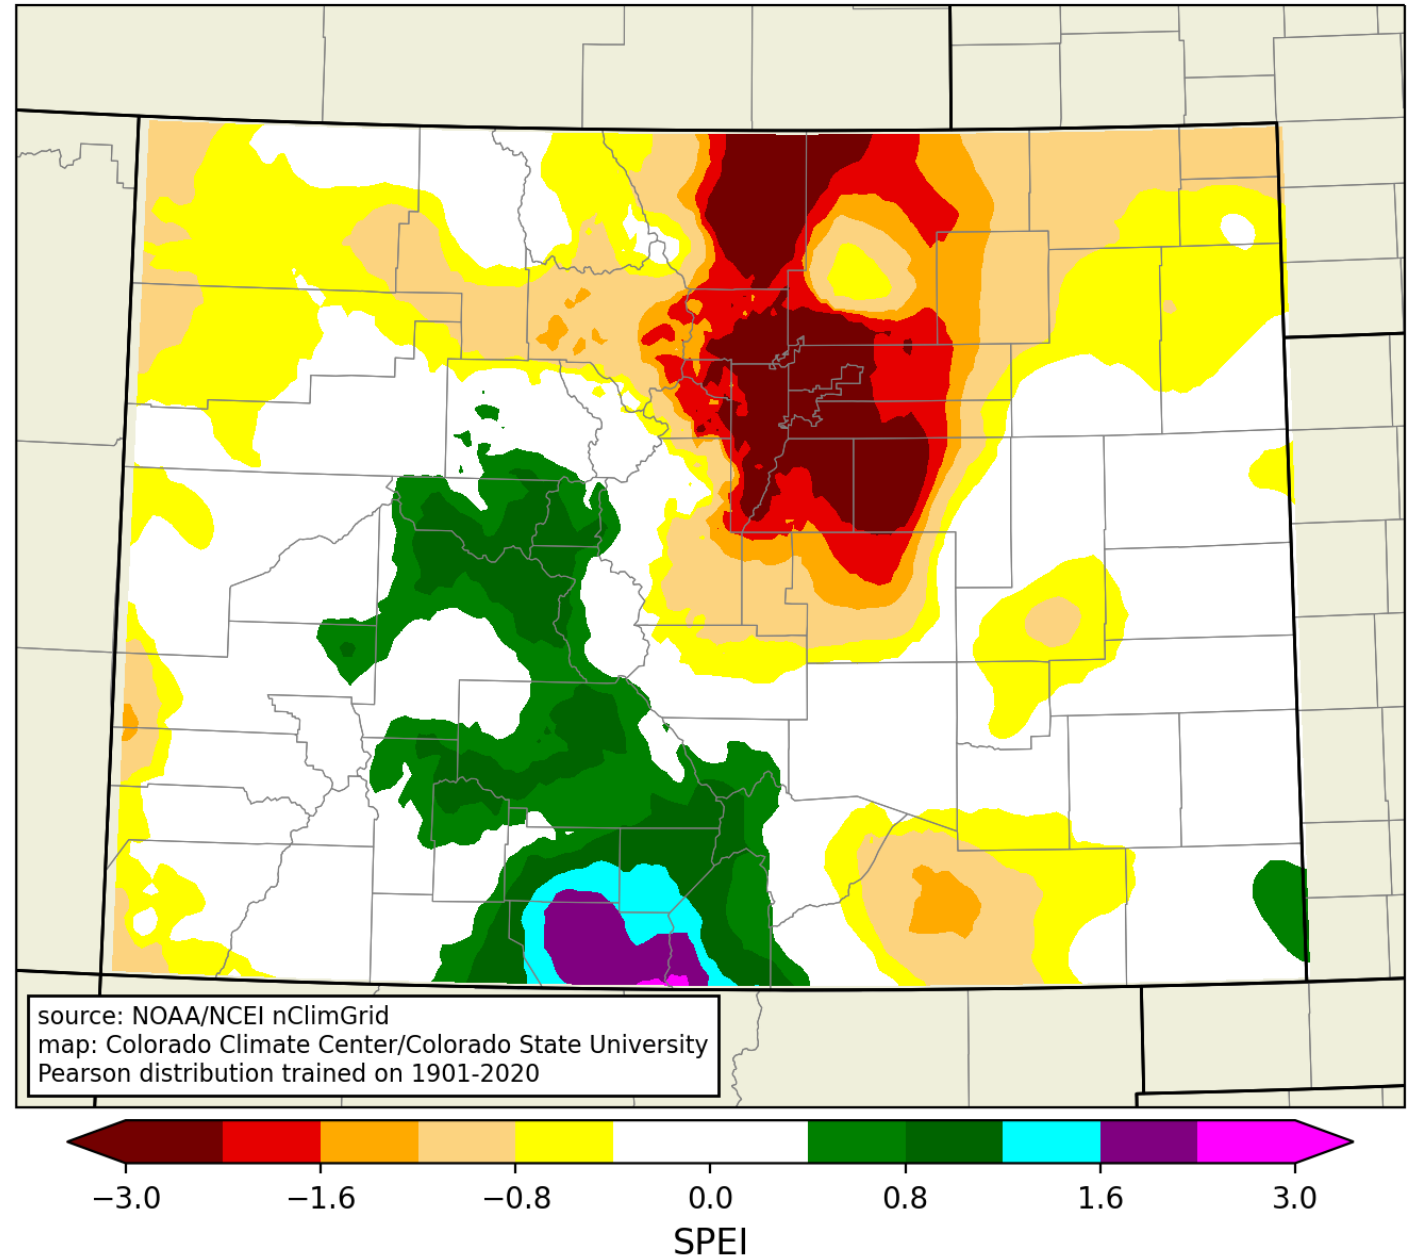 source: NOAA/NCEI nClimGrid
map: Colorado Climate Center/Colorado State University
Pearson distribution trained on 1901-2020
−3.0 −1.6 −0.8 0.0 0.8 1.6 3.0
SPEI